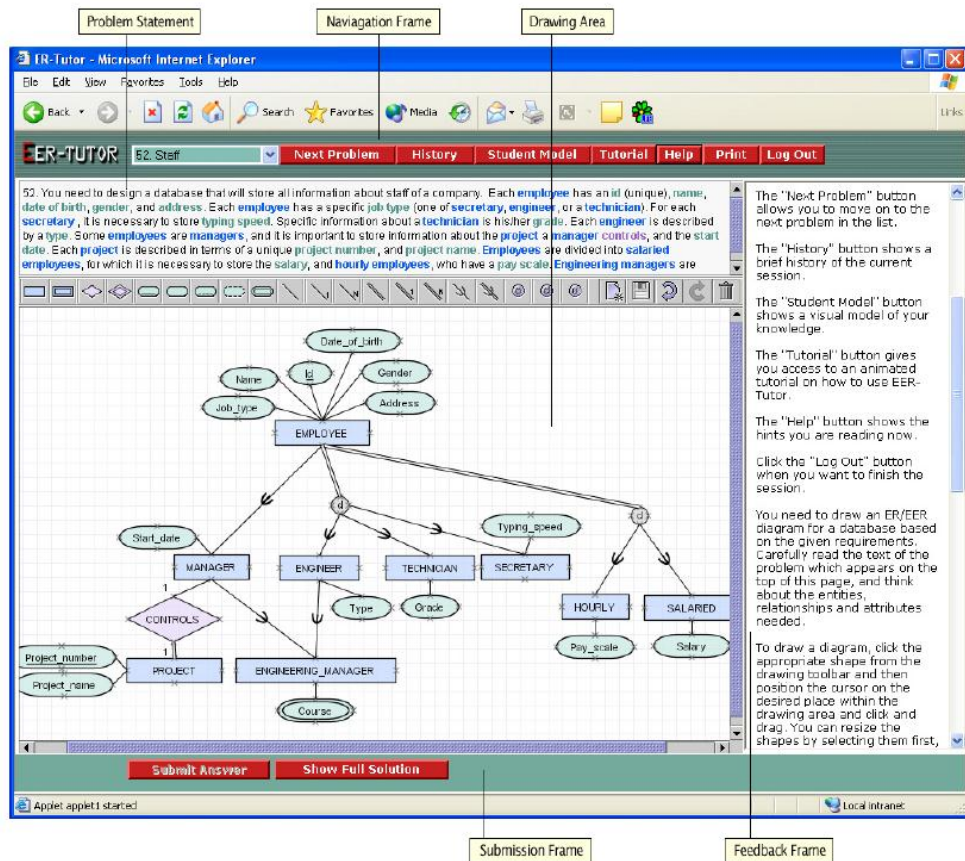 Problem Statement
Naviagation Frame
Drawing Area
ER-Tutor - Microsoft Internet Explorer
File Edit View Favorites Tools Help
Back Search Favorites Media Links
EER-TUTOR 52. Staff Next Problem History Student Model Tutorial Help Print Log Out
52. You need to design a database that will store all information about staff of a company. Each employee has an id (unique), name,
date of birth, gender, and address. Each employee has a specific job type (one of secretary, engineer, or a technician). For each
secretary , it is necessary to store typing speed. Specific information about a technician is his/her grade. Each engineer is described
by a type. Some employees are managers, and it is important to store information about the project a manager controls, and the start
date. Each project is described in terms of a unique project number, and project name. Employees are divided into salaried
employees, for which it is necessary to store the salary, and hourly employees, who have a pay scale. Engineering managers are
The "Next Problem" button
allows you to move on to the
next problem in the list.
The "History" button shows a
brief history of the current
session.
The "Student Model" button
shows a visual model of your
knowledge.
The "Tutorial" button gives
you access to an animated
tutorial on how to use EER-
Tutor.
The "Help" button shows the
hints you are reading now.
Click the "Log Out" button
when you want to finish the
session.
You need to draw an ER/EER
diagram for a database based
on the given requirements.
Carefully read the text of the
problem which appears on the
top of this page, and think
about the entities,
relationships and attributes
needed.
To draw a diagram, click the
appropriate shape from the
drawing toolbar and then
position the cursor on the
desired place within the
drawing area and click and
drag. You can resize the
shapes by selecting them first,
Date_of_birth
Name
Id
Gender
Job_type
Address
EMPLOYEE
d
d
Start_date
Typing_speed
MANAGER
ENGINEER
TECHNICIAN
SECRETARY
1
CONTROLS
Type
Grade
HOURLY
SALARIED
Project_number
1
Pay_scale
Salary
Project_name
PROJECT
ENGINEERING_MANAGER
Course
Submit Answer
Show Full Solution
Applet applet1 started
Local intranet
Submission Frame
Feedback Frame